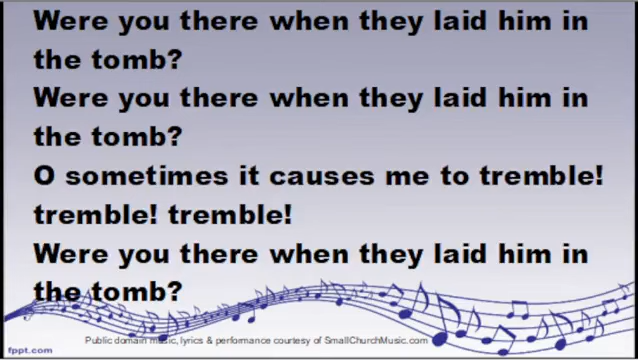 Were you there when they laid him in
the tomb?
Were you there when they laid him in
the tomb?
O sometimes it causes me to tremble!
tremble! tremble!
Were you there when they laid him in
the tomb?
Public domain music, lyrics & performance courtesy of SmallChurchMusic.com
fppt.com